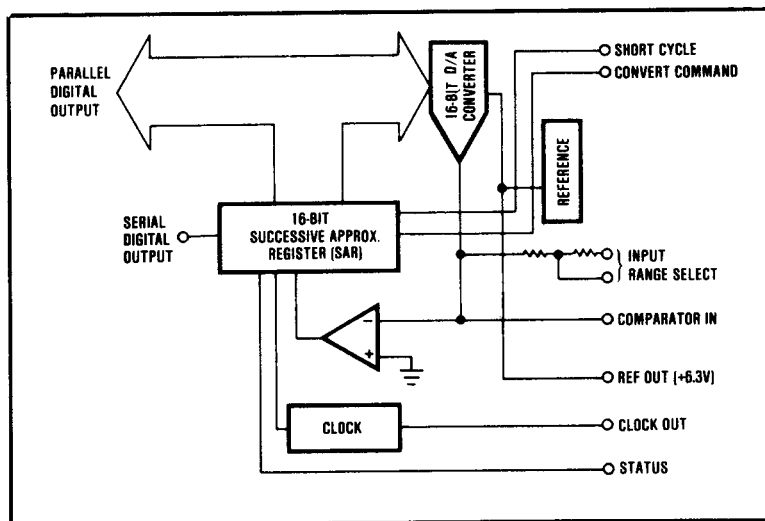 PARALLEL
DIGITAL
OUTPUT
16-BIT D/A
CONVERTER
SHORT CYCLE
CONVERT COMMAND
REFERENCE
SERIAL
DIGITAL
OUTPUT
16-BIT
SUCCESSIVE APPROX.
REGISTER (SAR)
INPUT
RANGE SELECT
−
+
COMPARATOR IN
REF OUT (+6.3V)
CLOCK
CLOCK OUT
STATUS